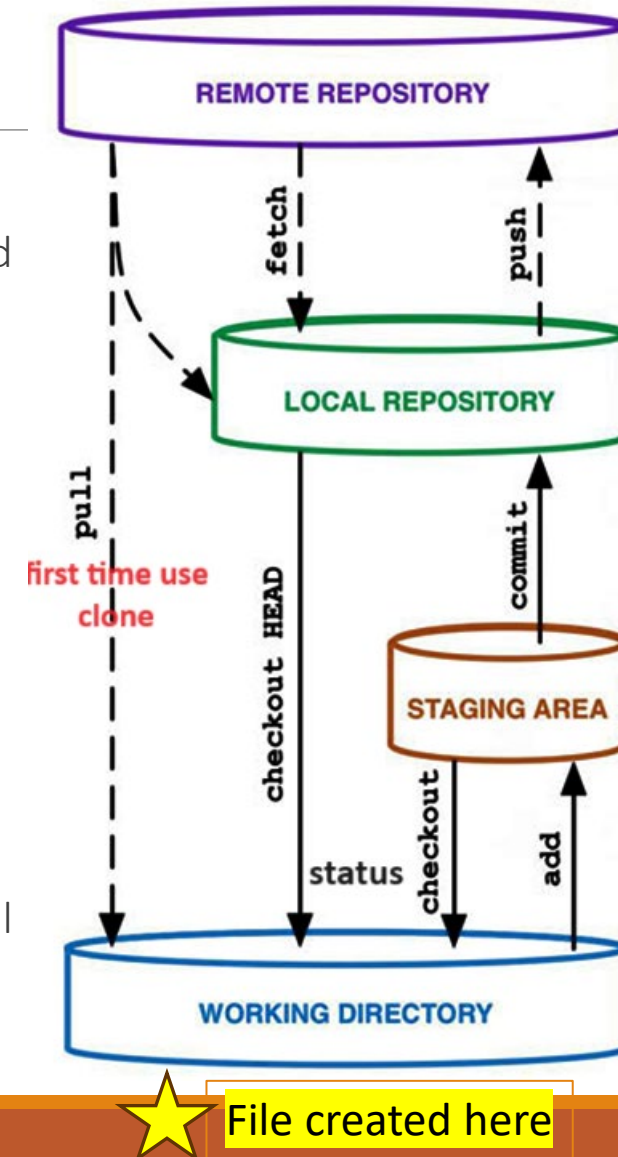 REMOTE REPOSITORY
d
fetch
push
LOCAL REPOSITORY
pull
first time use
clone
commit
checkout HEAD
STAGING AREA
checkout
add
status
l
WORKING DIRECTORY
File created here